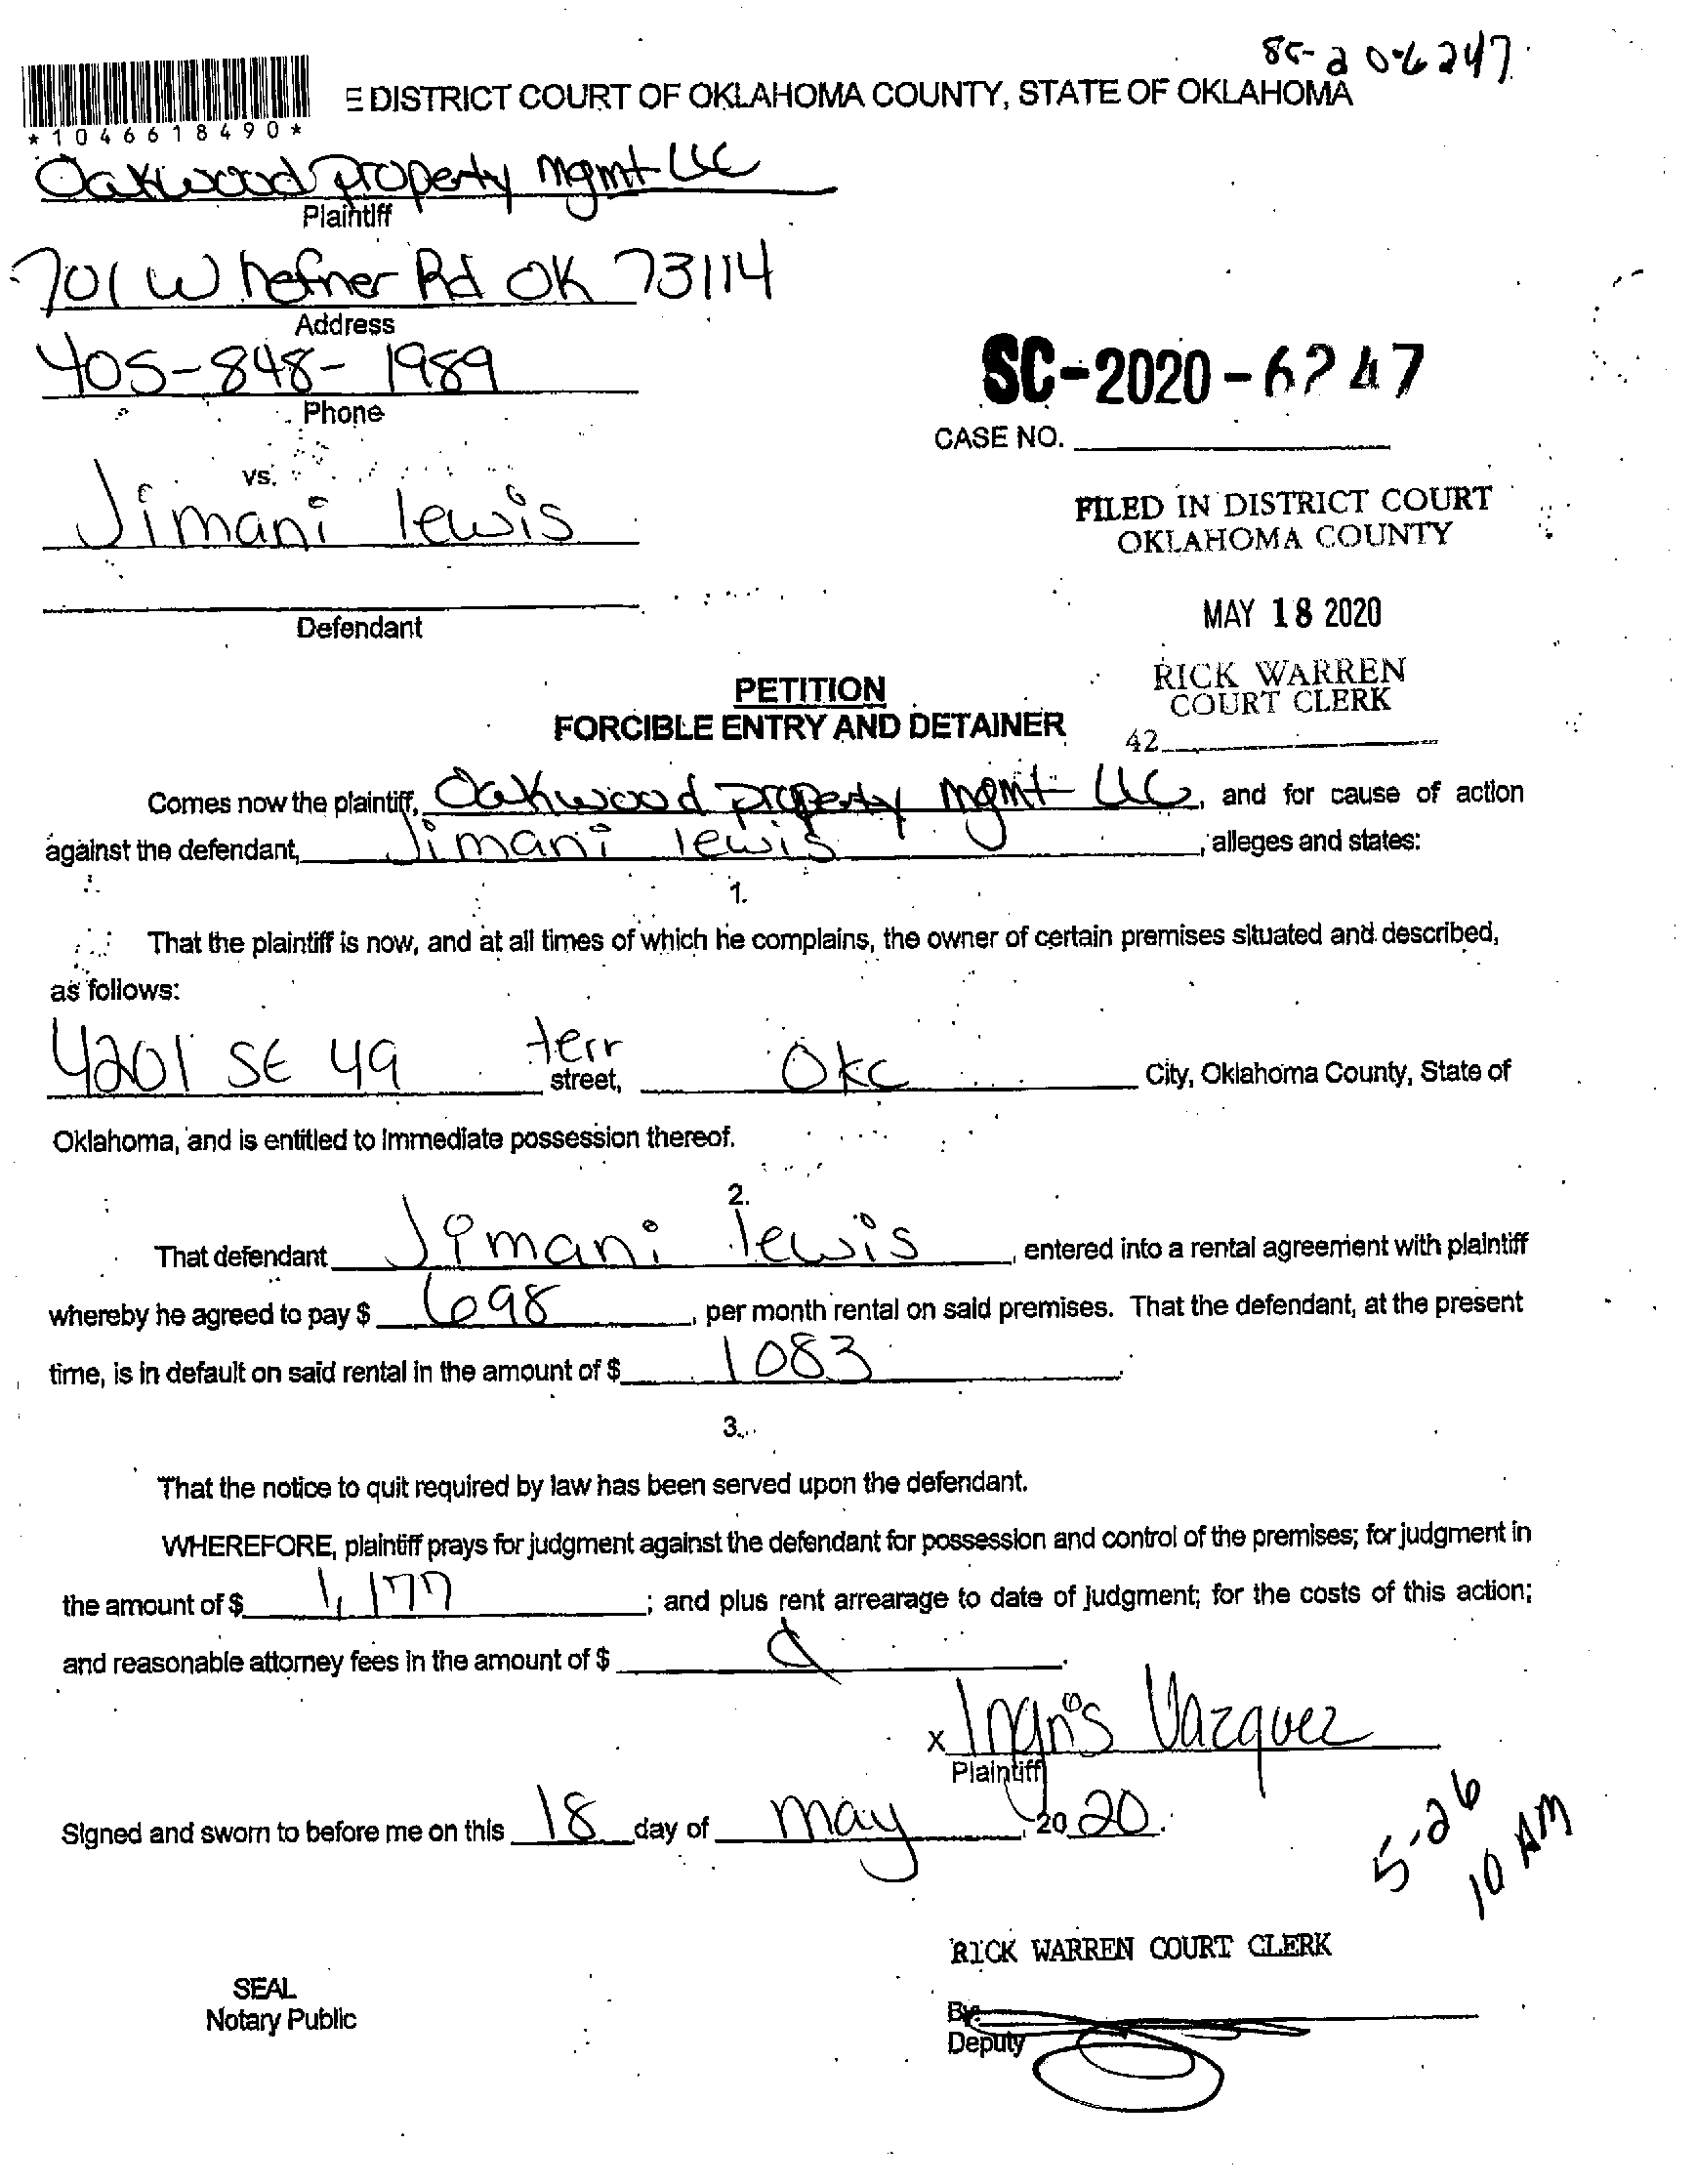 SC-20-6247
E DISTRICT COURT OF OKLAHOMA COUNTY, STATE OF OKLAHOMA
*1046618490*
Oakwood Property Mgmt LLC
Plaintiff
701 W hefner Rd OK 73114
Address
405-848-1989
Phone
SC-2020-6247
CASE NO.
vs.
Jimani lewis
FILED IN DISTRICT COURT
OKLAHOMA COUNTY
Defendant
MAY 18 2020
RICK WARREN
COURT CLERK
42
PETITION
FORCIBLE ENTRY AND DETAINER
Comes now the plaintiff, Oakwood property mgmt LLC, and for cause of action
against the defendant, Jimani lewis, alleges and states:
1.
That the plaintiff is now, and at all times of which he complains, the owner of certain premises situated and described,
as follows:
4201 SE 49 terr street, Okc City, Oklahoma County, State of
Oklahoma, and is entitled to immediate possession thereof.
2.
That defendant Jimani lewis, entered into a rental agreement with plaintiff
whereby he agreed to pay $ 698, per month rental on said premises. That the defendant, at the present
time, is in default on said rental in the amount of $ 1083.
3.
That the notice to quit required by law has been served upon the defendant.
WHEREFORE, plaintiff prays for judgment against the defendant for possession and control of the premises; for judgment in
the amount of $ 1,177; and plus rent arrearage to date of judgment; for the costs of this action;
and reasonable attorney fees in the amount of $
x Vazquez
Plaintiff
Signed and sworn to before me on this 18 day of may, 2020.
5-26
10 AM
RICK WARREN COURT CLERK
SEAL
Notary Public
By:
Deputy